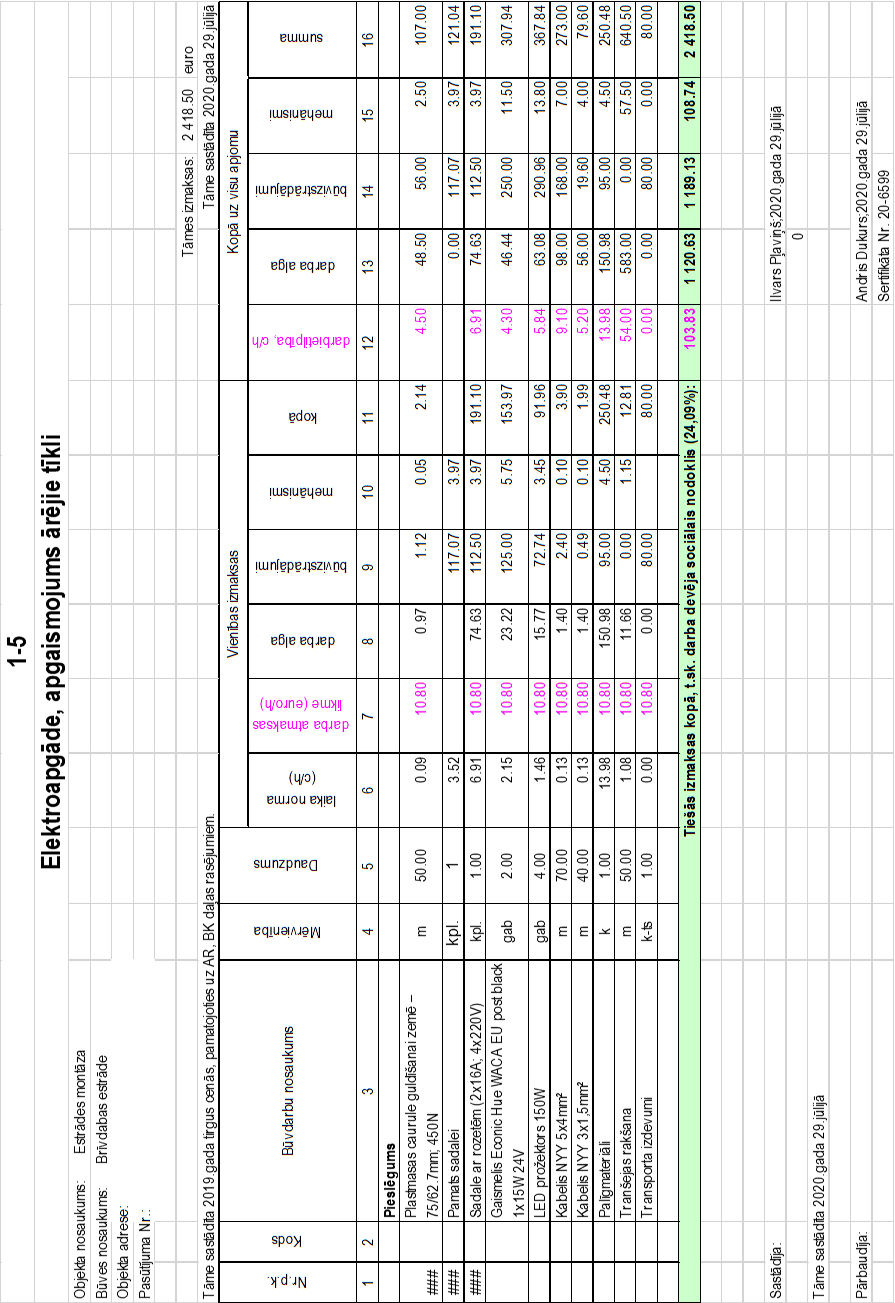 1-5
Elektroapgāde, apgaismojums ārējie tīkli
Objekta nosaukums: Estrādes montāza
Būves nosaukums: Brīvdabas estrāde
Objekta adrese:
Pasūtījuma Nr.:
Tāmes izmaksas: 2 418.50 euro
Tāme sastādīta 2019.gada tirgus cenās, pamatojoties uz AR, BK daļas rasējumiem. Tāme sastādīta 2020.gada 29.jūlijā
Nr.p.k. Kods Būvdarbu nosaukums Mērvienība Daudzums Vienības izmaksas Kopā uz visu apjomu
laika norma (c/h) darba atmaksas likme (euro/h) darba alga būvizstrādājumi mehānismi kopā darbietilpība, c/h darba alga būvizstrādājumi mehānismi summa
1 2 3 4 5 6 7 8 9 10 11 12 13 14 15 16
Pieslēgums
### Plastmasas caurule guldīšanai zemē – 75/62.7mm; 450N m 50.00 0.09 10.80 0.97 1.12 0.05 2.14 4.50 48.50 56.00 2.50 107.00
### Pamats sadalei kpl. 1 3.52 10.80 117.07 3.97 0.00 117.07 3.97 121.04
### Sadale ar rozetēm (2x16A; 4x220V) kpl. 1.00 6.91 10.80 74.63 112.50 3.97 191.10 6.91 74.63 112.50 3.97 191.10
Gaismelis Econic Hue WACA EU post black 1x15W 24V gab 2.00 2.15 10.80 23.22 125.00 5.75 153.97 4.30 46.44 250.00 11.50 307.94
LED prožektors 150W gab 4.00 1.46 10.80 15.77 72.74 3.45 91.96 5.84 63.08 290.96 13.80 367.84
Kabelis NYY 5x4mm² m 70.00 0.13 10.80 1.40 2.40 0.10 3.90 9.10 98.00 168.00 7.00 273.00
Kabelis NYY 3x1,5mm² m 40.00 0.13 10.80 1.40 0.49 0.10 1.99 5.20 56.00 19.60 4.00 79.60
Palīgmateriāli k 1.00 13.98 10.80 150.98 95.00 4.50 250.48 13.98 150.98 95.00 4.50 250.48
Tranšejas rakšana m 50.00 1.08 10.80 11.66 0.00 1.15 12.81 54.00 583.00 0.00 57.50 640.50
Transporta izdevumi k-ts 1.00 0.00 10.80 0.00 80.00 80.00 0.00 0.00 80.00 0.00 80.00
Tiešās izmaksas kopā, t.sk. darba devēja sociālais nodoklis (24,09%): 103.83 1 120.63 1 189.13 108.74 2 418.50
Sastādīja: Ilvars Pļaviņš;2020.gada 29.jūlijā
0
Tāme sastādīta 2020.gada 29.jūlijā
Pārbaudīja: Andris Dukurs;2020.gada 29.jūlijā
Sertifikāta Nr. 20-6599